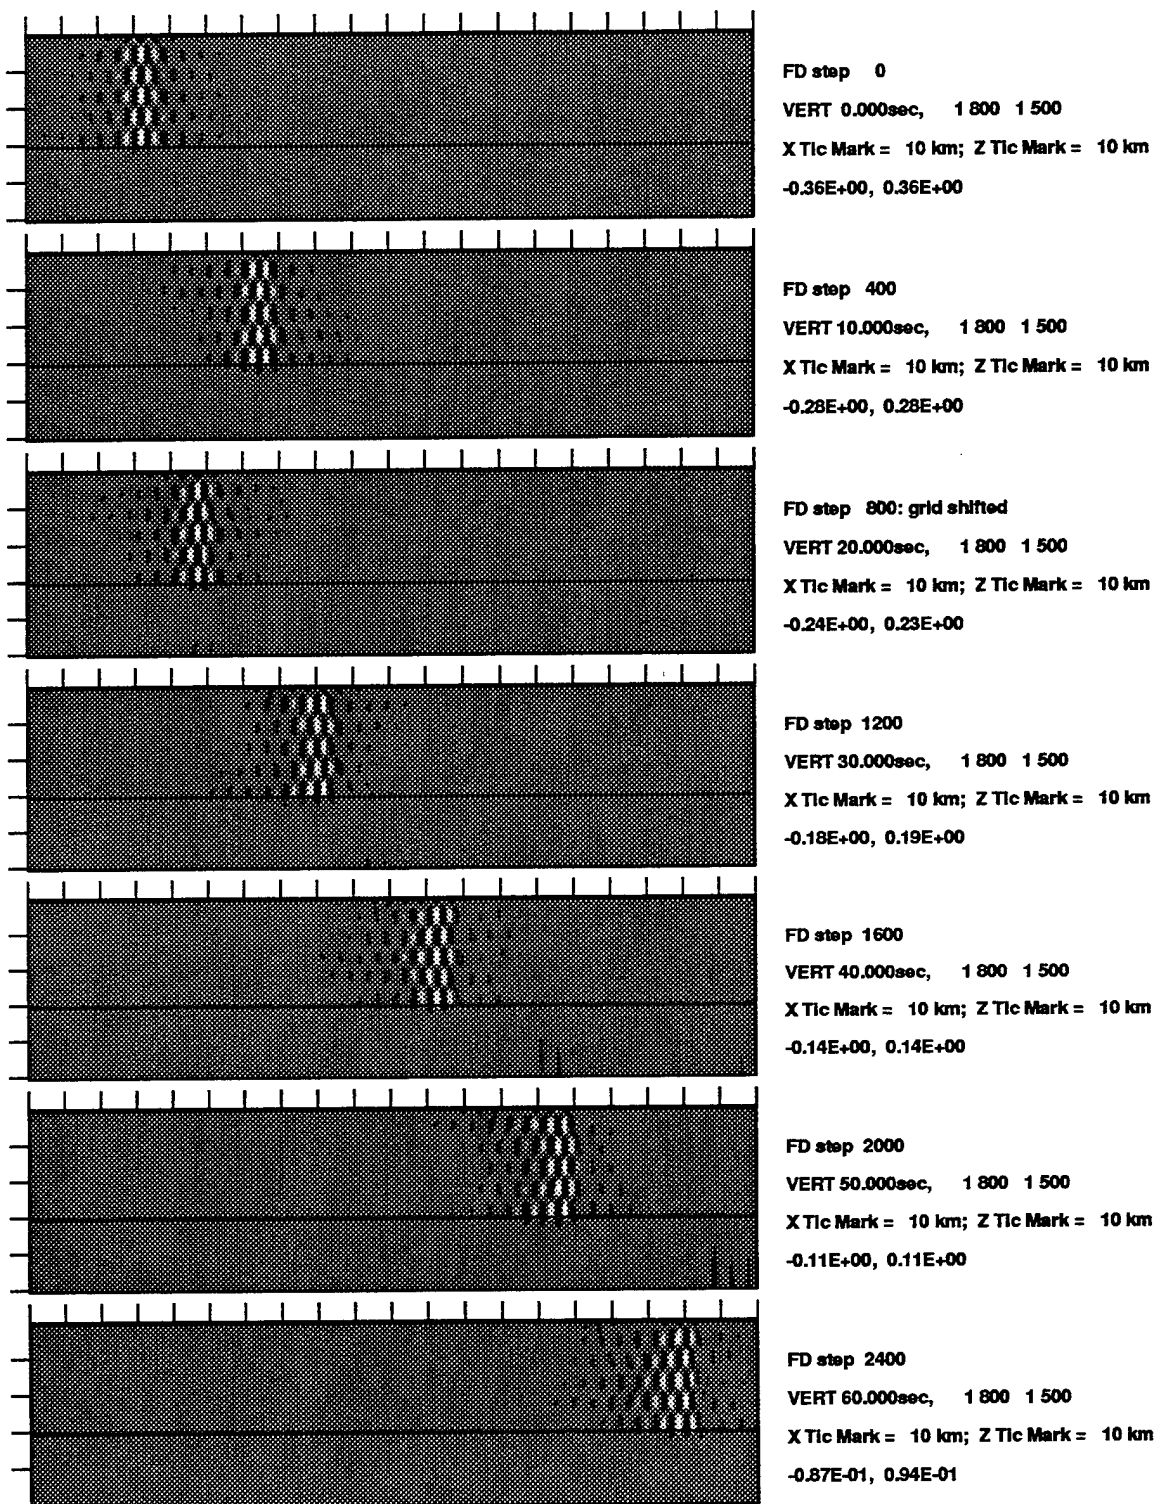 FD step 0
VERT 0.000sec, 1 800 1 500
X Tic Mark = 10 km; Z Tic Mark = 10 km
-0.36E+00, 0.36E+00
FD step 400
VERT 10.000sec, 1 800 1 500
X Tic Mark = 10 km; Z Tic Mark = 10 km
-0.28E+00, 0.28E+00
FD step 800: grid shifted
VERT 20.000sec, 1 800 1 500
X Tic Mark = 10 km; Z Tic Mark = 10 km
-0.24E+00, 0.23E+00
FD step 1200
VERT 30.000sec, 1 800 1 500
X Tic Mark = 10 km; Z Tic Mark = 10 km
-0.18E+00, 0.19E+00
FD step 1600
VERT 40.000sec, 1 800 1 500
X Tic Mark = 10 km; Z Tic Mark = 10 km
-0.14E+00, 0.14E+00
FD step 2000
VERT 50.000sec, 1 800 1 500
X Tic Mark = 10 km; Z Tic Mark = 10 km
-0.11E+00, 0.11E+00
FD step 2400
VERT 60.000sec, 1 800 1 500
X Tic Mark = 10 km; Z Tic Mark = 10 km
-0.87E-01, 0.94E-01